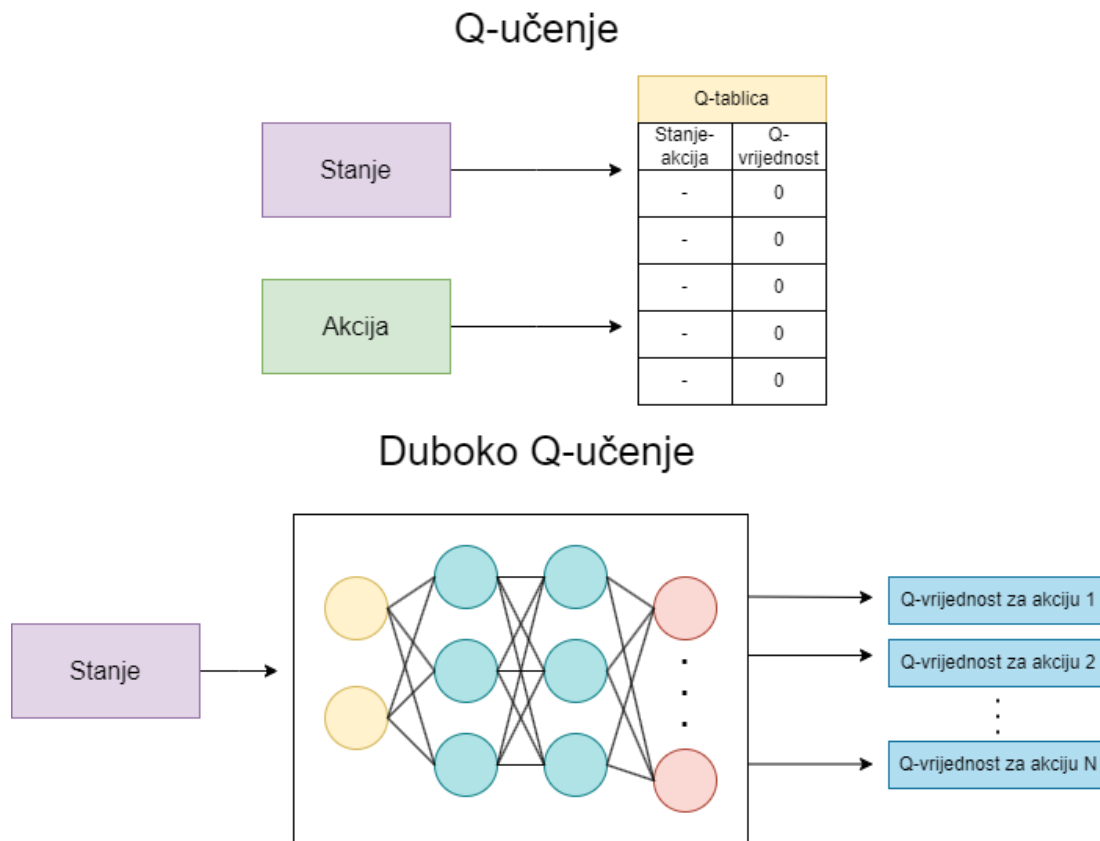 Q-učenje
Q-tablica
Stanje-
akcija
Q-
vrijednost
Stanje
- 0
- 0
- 0
Akcija
- 0
- 0
Duboko Q-učenje
Stanje
Q-vrijednost za akciju 1
Q-vrijednost za akciju 2
Q-vrijednost za akciju N